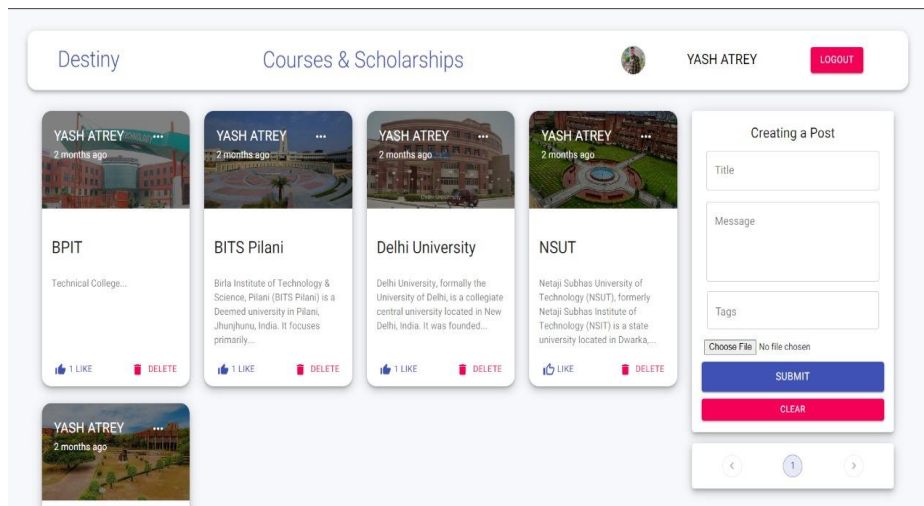 Destiny
Courses & Scholarships
YASH ATREY
LOGOUT
YASH ATREY
2 months ago
BPIT
Technical College...
1 LIKE
DELETE
YASH ATREY
2 months ago
BITS Pilani
Birla Institute of Technology &
Science, Pilani (BITS Pilani) is a
Deemed university in Pilani,
Jhunjhunu, India. It focuses
primarily...
1 LIKE
DELETE
YASH ATREY
2 months ago
Delhi University
Delhi University
Delhi University, formally the
University of Delhi, is a collegiate
central university located in New
Delhi, India. It was founded...
1 LIKE
DELETE
YASH ATREY
2 months ago
NSUT
Netaji Subhas University of
Technology (NSUT), formerly
Netaji Subhas Institute of
Technology (NSIT) is a state
university located in Dwarka,...
LIKE
DELETE
YASH ATREY
2 months ago
Creating a Post
Title
Message
Tags
Choose File No file chosen
SUBMIT
CLEAR
1